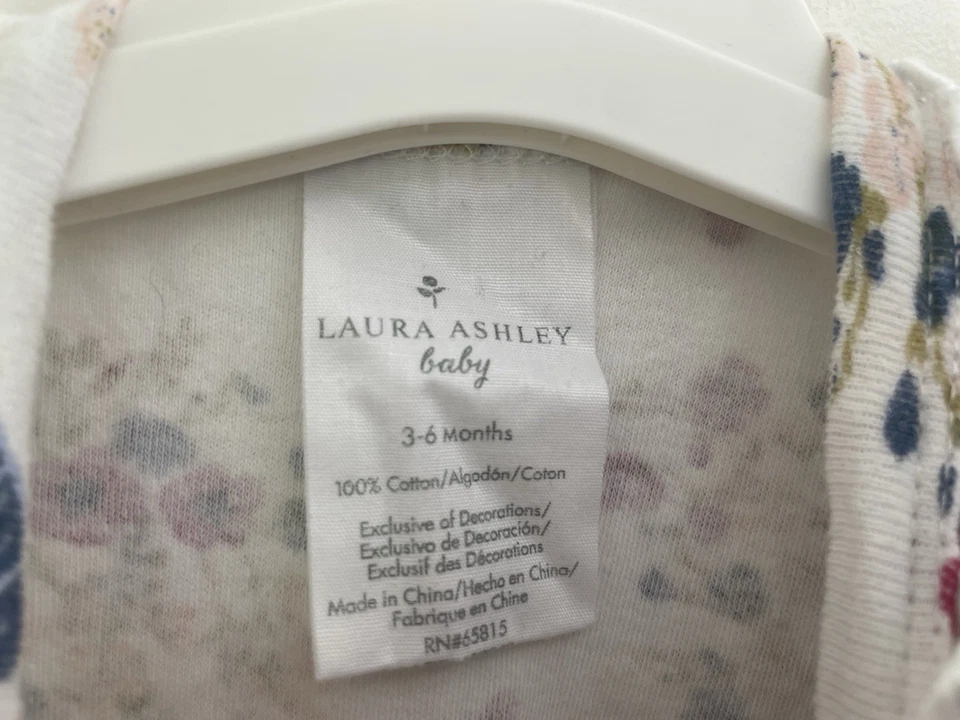 LAURA ASHLEY
baby
3-6 Months
100% Cotton/Algodón/Coton
Exclusive of Decorations/
Exclusivo de Decoración/
Exclusif des Décorations
Made in China/Hecho en China/
Fabrique en Chine
RN#65815